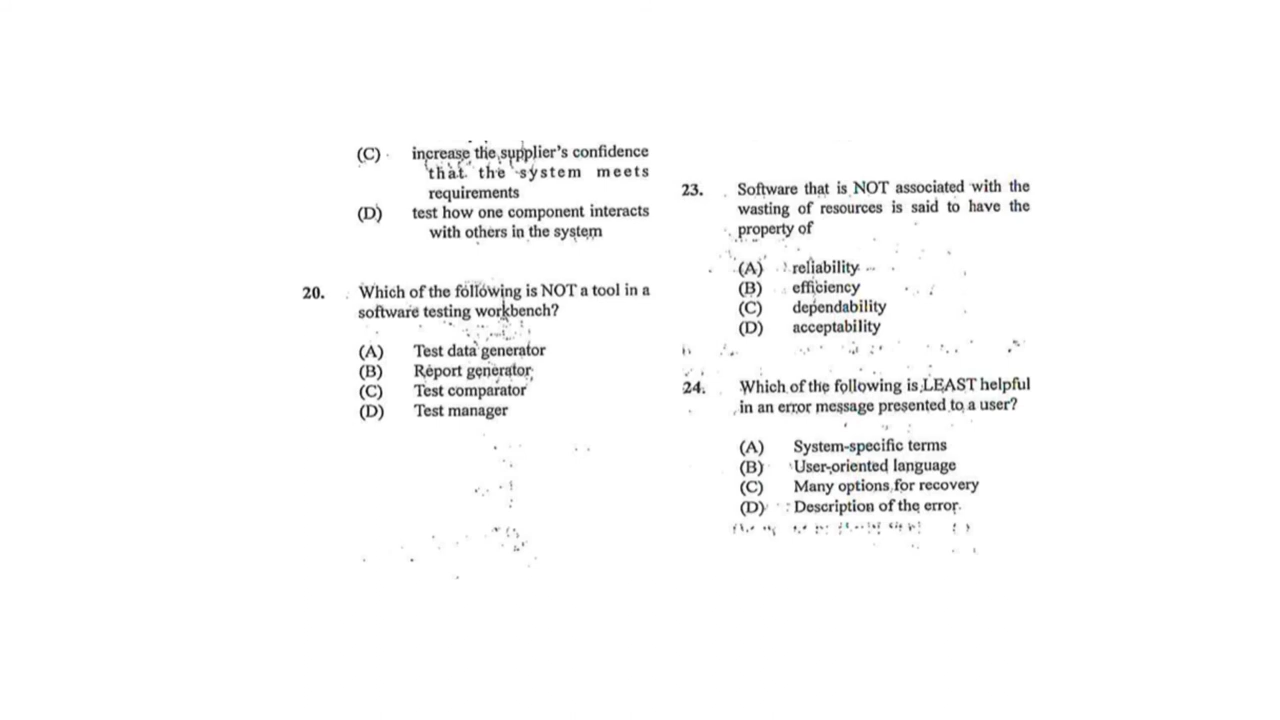 (C) increase the supplier's confidence
that the system meets
requirements
(D) test how one component interacts
with others in the system
20. Which of the following is NOT a tool in a
software testing workbench?
(A) Test data generator
(B) Report generator
(C) Test comparator
(D) Test manager
23. Software that is NOT associated with the
wasting of resources is said to have the
property of
(A) reliability
(B) efficiency
(C) dependability
(D) acceptability
24. Which of the following is LEAST helpful
in an error message presented to a user?
(A) System-specific terms
(B) User-oriented language
(C) Many options for recovery
(D) Description of the error